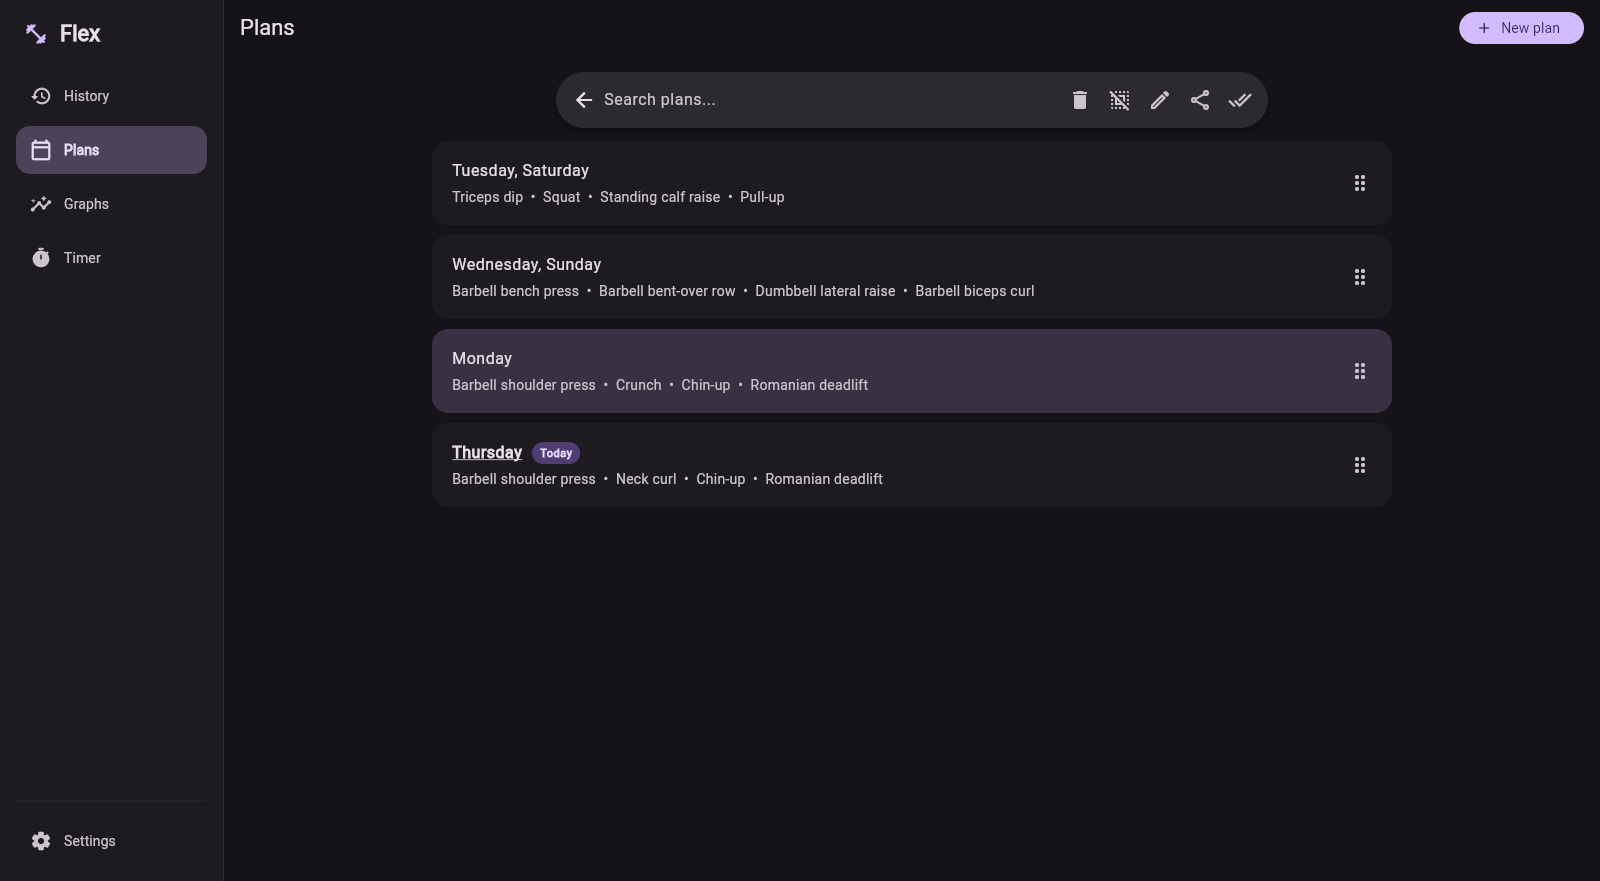 Flex
History
Plans
Graphs
Timer
Settings
Plans
New plan
Search plans...
Tuesday, Saturday
Triceps dip • Squat • Standing calf raise • Pull-up
Wednesday, Sunday
Barbell bench press • Barbell bent-over row • Dumbbell lateral raise • Barbell biceps curl
Monday
Barbell shoulder press • Crunch • Chin-up • Romanian deadlift
Thursday Today
Barbell shoulder press • Neck curl • Chin-up • Romanian deadlift